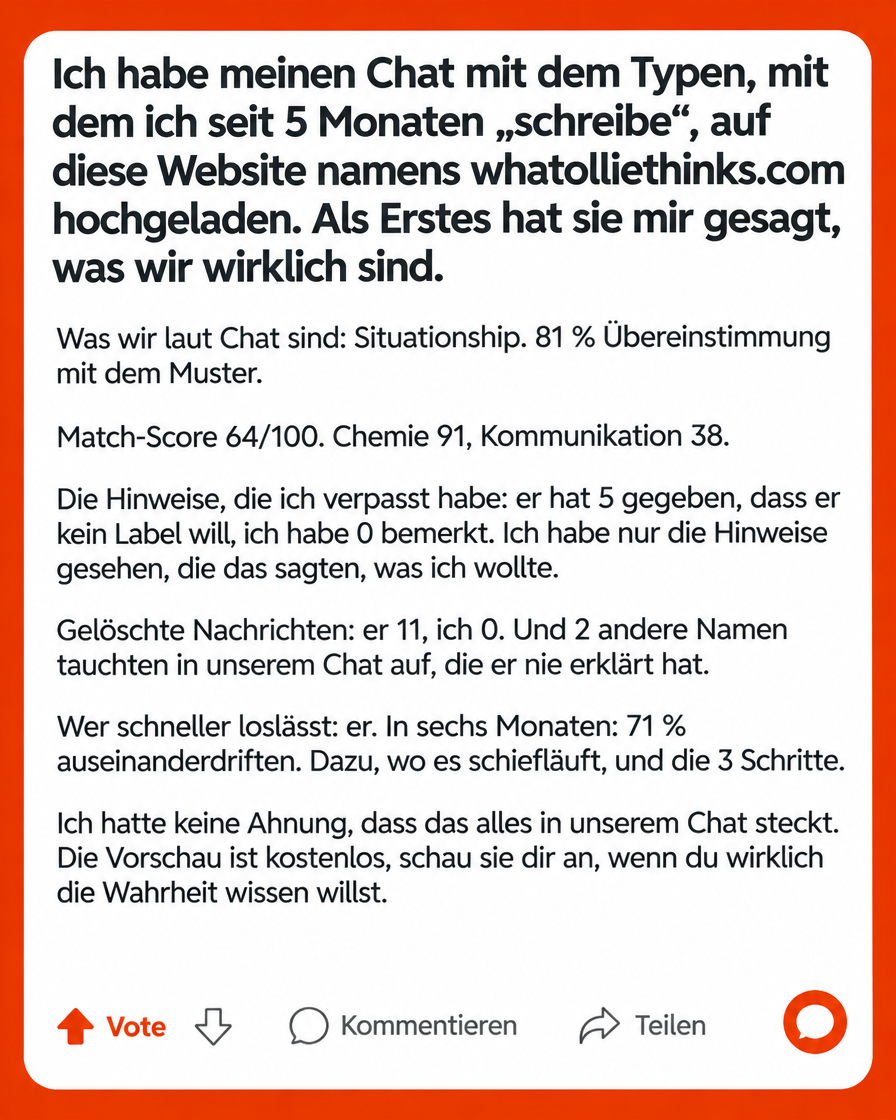 Ich habe meinen Chat mit dem Typen, mit
dem ich seit 5 Monaten „schreibe“, auf
diese Website namens whatolliethinks.com
hochgeladen. Als Erstes hat sie mir gesagt,
was wir wirklich sind.
Was wir laut Chat sind: Situationship. 81 % Übereinstimmung
mit dem Muster.
Match-Score 64/100. Chemie 91, Kommunikation 38.
Die Hinweise, die ich verpasst habe: er hat 5 gegeben, dass er
kein Label will, ich habe 0 bemerkt. Ich habe nur die Hinweise
gesehen, die das sagten, was ich wollte.
Gelöschte Nachrichten: er 11, ich 0. Und 2 andere Namen
tauchten in unserem Chat auf, die er nie erklärt hat.
Wer schneller loslässt: er. In sechs Monaten: 71 %
auseinanderdriften. Dazu, wo es schiefläuft, und die 3 Schritte.
Ich hatte keine Ahnung, dass das alles in unserem Chat steckt.
Die Vorschau ist kostenlos, schau sie dir an, wenn du wirklich
die Wahrheit wissen willst.
Vote Kommentieren Teilen